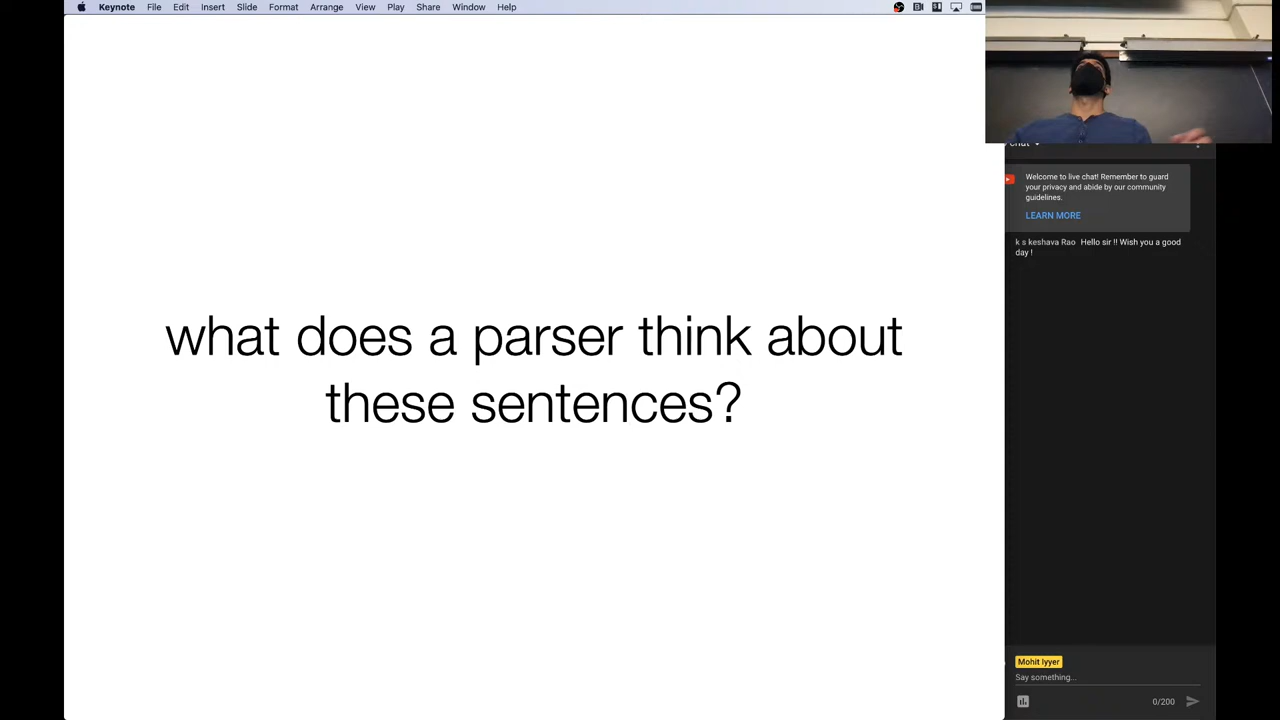 Keynote File Edit Insert Slide Format Arrange View Play Share Window Help
what does a parser think about
these sentences?
chat
Welcome to live chat! Remember to guard
your privacy and abide by our community
guidelines.
LEARN MORE
k s keshava Rao Hello sir !! Wish you a good
day !
Mohit Iyyer
Say something...
0/200